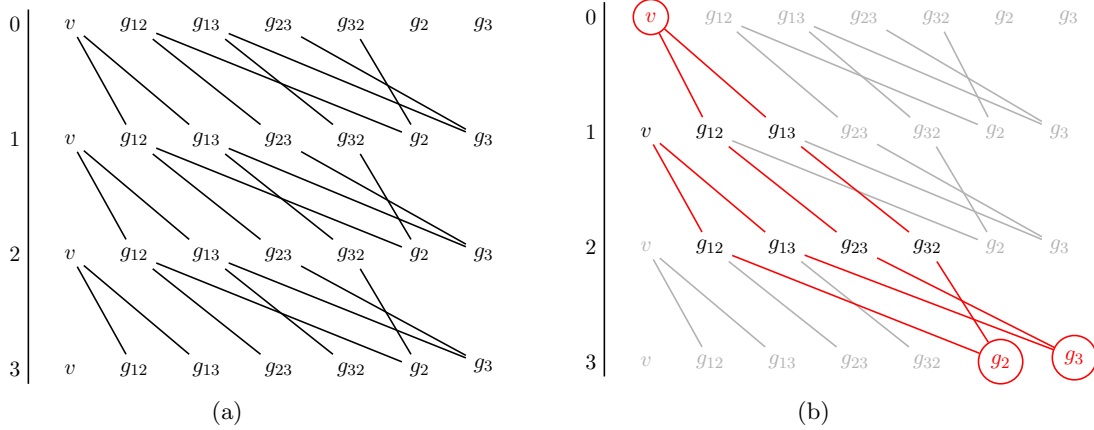 0 v g₁₂ g₁₃ g₂₃ g₃₂ g₂ g₃
1 v g₁₂ g₁₃ g₂₃ g₃₂ g₂ g₃
2 v g₁₂ g₁₃ g₂₃ g₃₂ g₂ g₃
3 v g₁₂ g₁₃ g₂₃ g₃₂ g₂ g₃
(a)
0 v g₁₂ g₁₃ g₂₃ g₃₂ g₂ g₃
1 v g₁₂ g₁₃ g₂₃ g₃₂ g₂ g₃
2 v g₁₂ g₁₃ g₂₃ g₃₂ g₂ g₃
3 v g₁₂ g₁₃ g₂₃ g₃₂ g₂ g₃
(b)